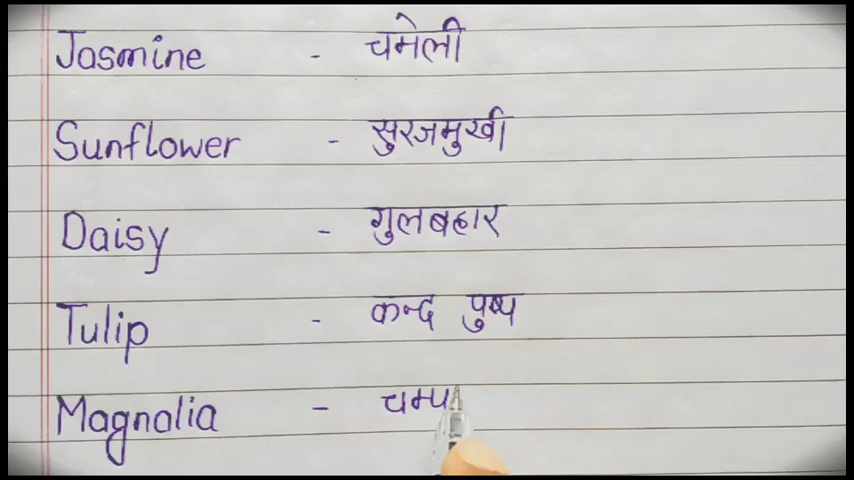 Jasmine - चमेली
Sunflower - सुरजमुर्खी
Daisy - गुलबहार
Tulip - कन्द पुष्प
Magnolia - चम्प